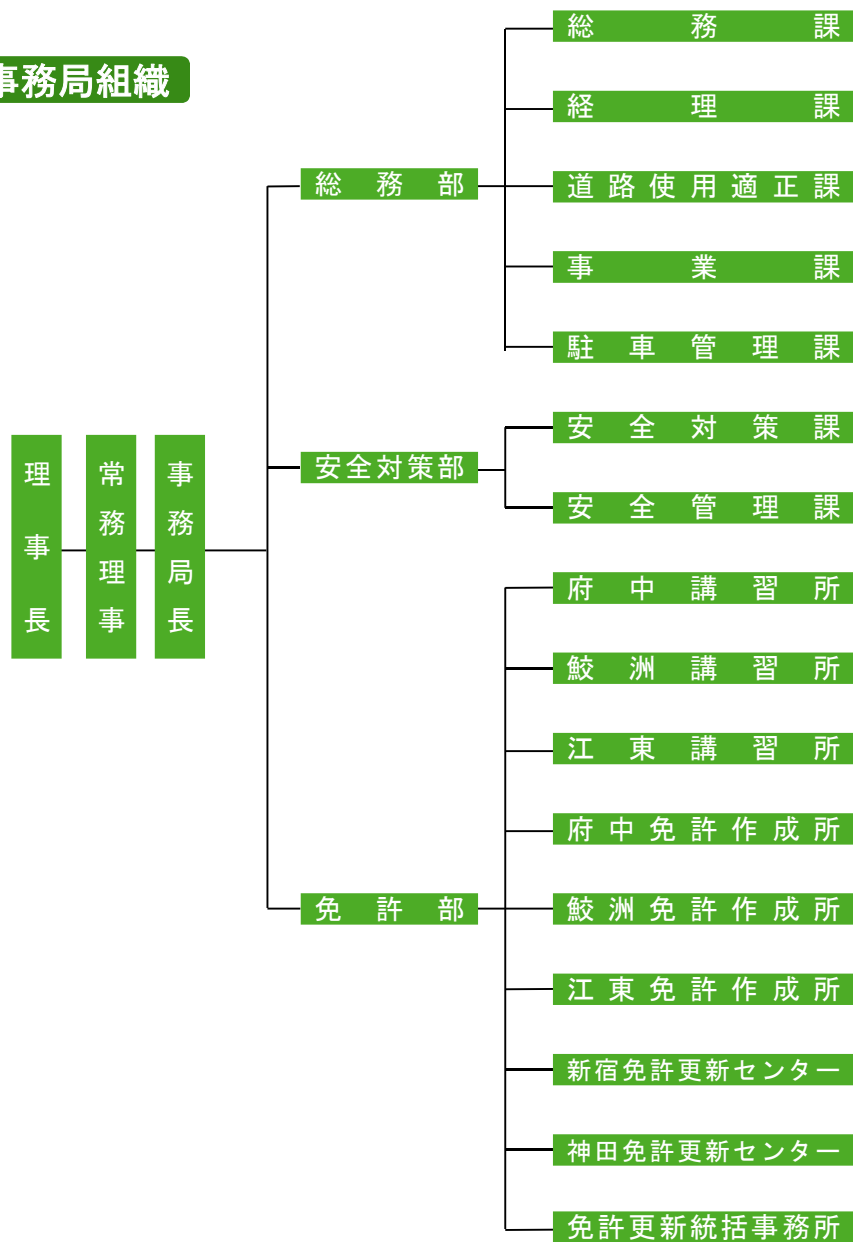 事務局組織
総務課
経理課
総務部
道路使用適正課
事業課
駐車管理課
安全対策課
安全対策部
安全管理課
理事長
常務理事
事務局長
府中講習所
鮫洲講習所
江東講習所
府中免許作成所
免許部
鮫洲免許作成所
江東免許作成所
新宿免許更新センター
神田免許更新センター
免許更新統括事務所